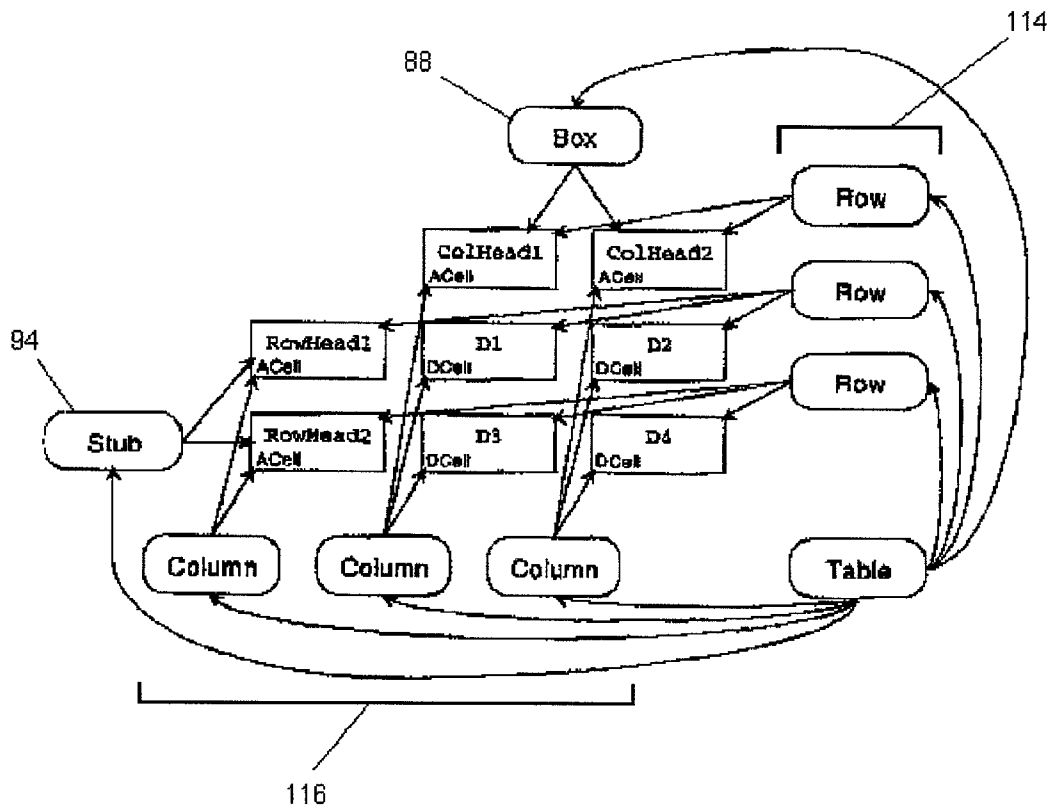 114
88
Box
Row
ColHead1
ACell
ColHead2
ACell
Row
94
RowHead1
ACell
D1
DCell
D2
DCell
Row
Stub
RowHead2
ACell
D3
DCell
D4
DCell
Column
Column
Column
Table
116